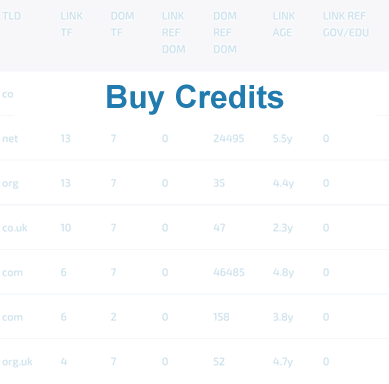 TLD LINK TF DOM TF LINK REF DOM DOM REF DOM LINK AGE LINK REF GOV/EDU
co
Buy Credits
net 13 7 0 24495 5.5y 0
org 13 7 0 35 4.4y 0
co.uk 10 7 0 47 2.3y 0
com 6 7 0 46485 4.8y 0
com 6 2 0 158 3.8y 0
org.uk 4 7 0 52 4.7y 0